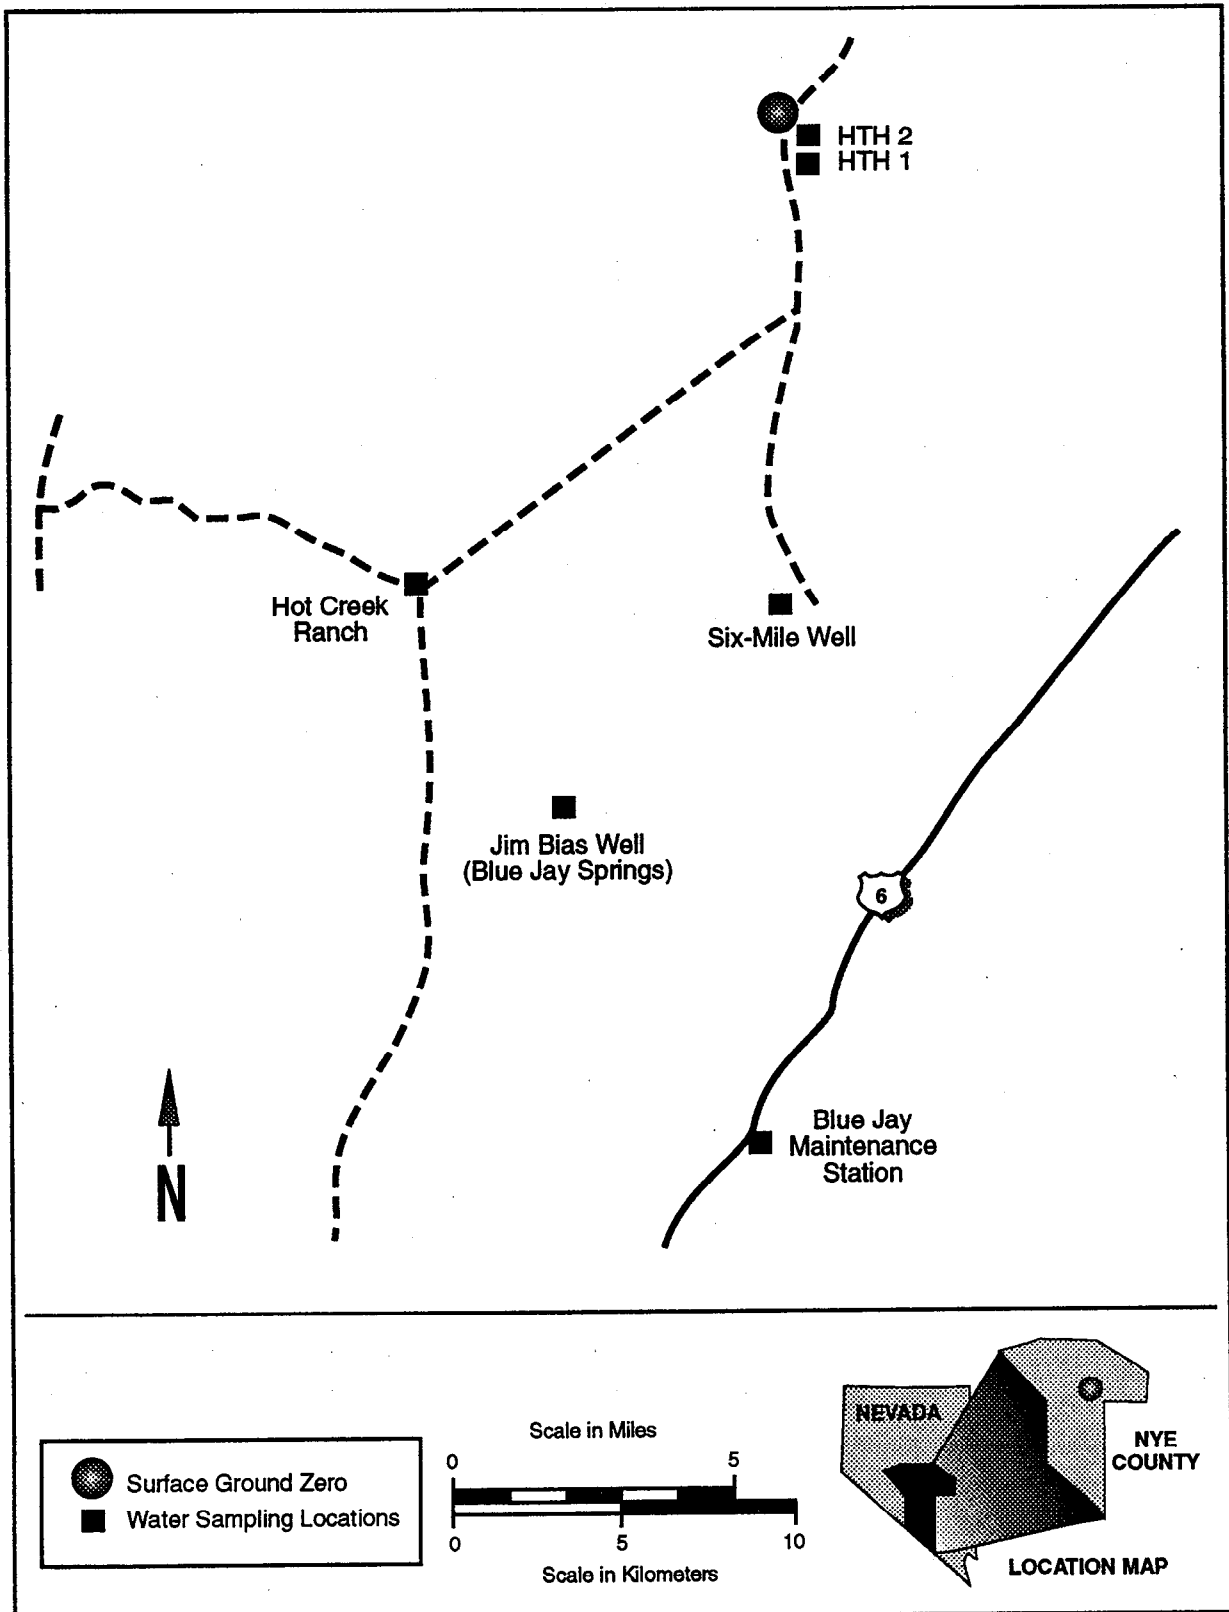 HTH 2
HTH 1
Hot Creek
Ranch
Six-Mile Well
Jim Bias Well
(Blue Jay Springs)
6
Blue Jay
Maintenance
Station
N
Surface Ground Zero
Water Sampling Locations
Scale in Miles
0 5
0 5 10
Scale in Kilometers
NEVADA
NYE
COUNTY
LOCATION MAP